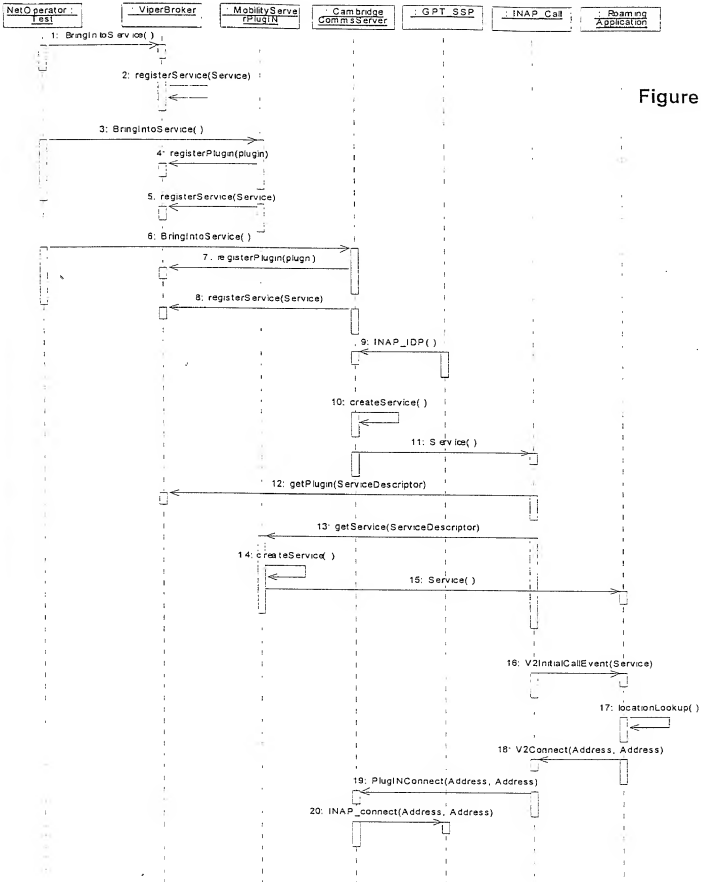 NetOperator :
Test
: ViperBroker
: MobilityServe
rPlugIN
: Cambridge
CommsServer
: GPT_SSP
: INAP_Call
: Roaming
Application
1: BringIntoService( )
2: registerService(Service)
Figure
3: BringIntoService( )
4: registerPlugin(plugin)
5. registerService(Service)
6: BringIntoService( )
7. registerPlugin(plugin)
8: registerService(Service)
9: INAP_IDP( )
10: createService( )
11: Service( )
12: getPlugin(ServiceDescriptor)
13: getService(ServiceDescriptor)
14: createService( )
15: Service( )
16: V2InitialCallEvent(Service)
17: locationLookup( )
18: V2Connect(Address, Address)
19: PlugINConnect(Address, Address)
20: INAP_connect(Address, Address)